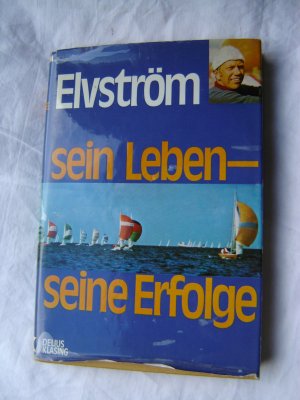 Elvström
sein Leben—
seine Erfolge
DELIUS
KLASING